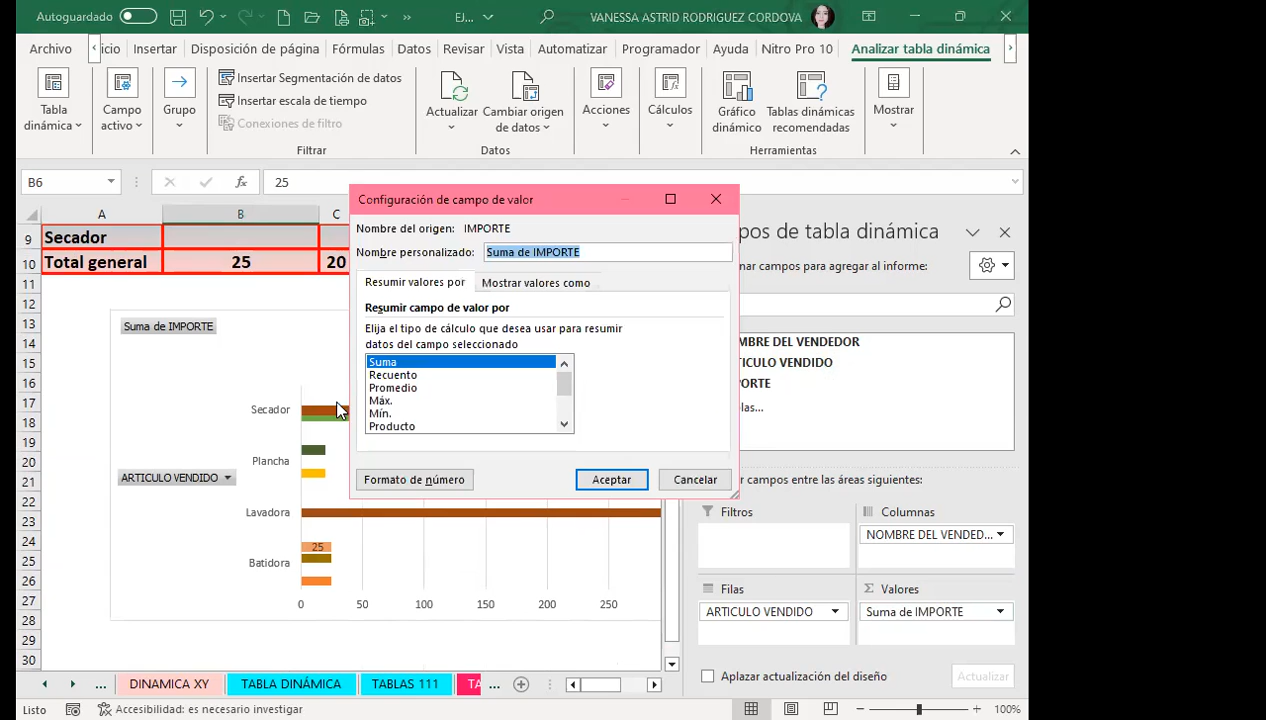 Autoguardado EJ... VANESSA ASTRID RODRIGUEZ CORDOVA
Archivo icio Insertar Disposición de página Fórmulas Datos Revisar Vista Automatizar Programador Ayuda Nitro Pro 10 Analizar tabla dinámica
Tabla dinámica
Campo activo
Grupo
Insertar Segmentación de datos
Insertar escala de tiempo
Conexiones de filtro
Filtrar
Actualizar
Cambiar origen de datos
Datos
Acciones
Cálculos
Gráfico dinámico
Tablas dinámicas recomendadas
Herramientas
Mostrar
B6 fx 25
A B C
9 Secador
10 Total general 25 20
11
12
13
14
15
16
17
18
19
20
21
22
23
24
25
26
27
28
29
30
Suma de IMPORTE
Secador
Plancha
ARTICULO VENDIDO
Lavadora
25
Batidora
0 50 100 150 200 250
Configuración de campo de valor
Nombre del origen: IMPORTE
Nombre personalizado: Suma de IMPORTE
Resumir valores por Mostrar valores como
Resumir campo de valor por
Elija el tipo de cálculo que desea usar para resumir
datos del campo seleccionado
Suma
Recuento
Promedio
Máx.
Mín.
Producto
Formato de número Aceptar Cancelar
pos de tabla dinámica
nar campos para agregar al informe:
MBRE DEL VENDEDOR
TICULO VENDIDO
PORTE
las...
r campos entre las áreas siguientes:
Filtros
Columnas
NOMBRE DEL VENDED...
Filas
ARTICULO VENDIDO
Σ Valores
Suma de IMPORTE
Aplazar actualización del diseño Actualizar
... DINAMICA XY TABLA DINÁMICA TABLAS 111 TA ...
Listo Accesibilidad: es necesario investigar 100%